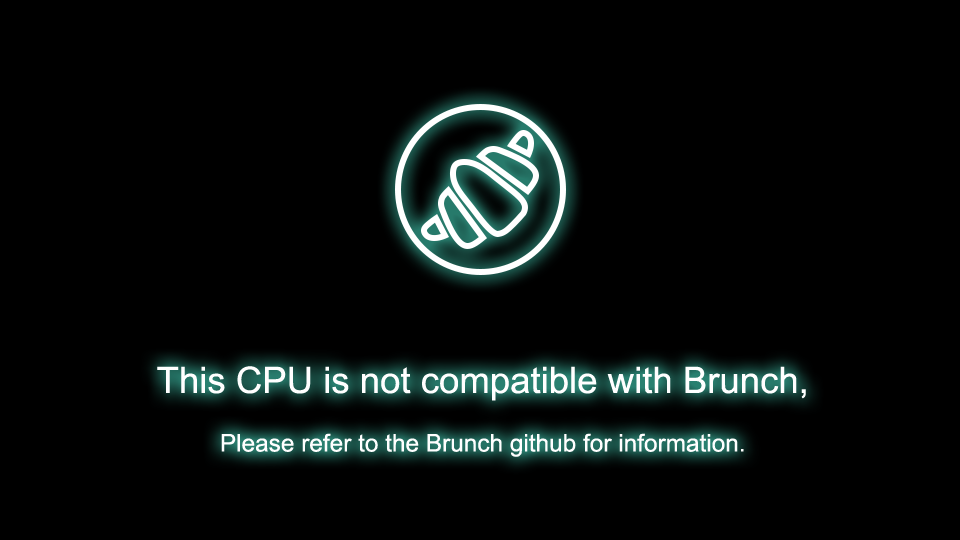 This CPU is not compatible with Brunch,
Please refer to the Brunch github for information.